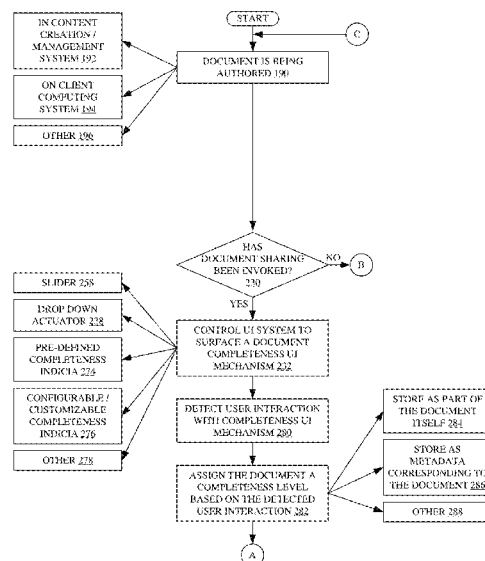 START
C
IN CONTENT
CREATION /
MANAGEMENT
SYSTEM 192
DOCUMENT IS BEING
AUTHORED 190
ON CLIENT
COMPUTING
SYSTEM 194
OTHER 196
HAS
DOCUMENT SHARING
BEEN INVOKED?
230
NO
B
YES
SLIDER 258
DROP DOWN
ACTUATOR 238
PRE-DEFINED
COMPLETENESS
INDICIA 274
CONFIGURABLE /
CUSTOMIZABLE
COMPLETENESS
INDICIA 276
OTHER 278
CONTROL UI SYSTEM TO
SURFACE A DOCUMENT
COMPLETENESS UI
MECHANISM 232
DETECT USER INTERACTION
WITH COMPLETENESS UI
MECHANISM 280
ASSIGN THE DOCUMENT A
COMPLETENESS LEVEL
BASED ON THE DETECTED
USER INTERACTION 282
STORE AS PART OF
THE DOCUMENT
ITSELF 284
STORE AS
METADATA
CORRESPONDING TO
THE DOCUMENT 286
OTHER 288
A